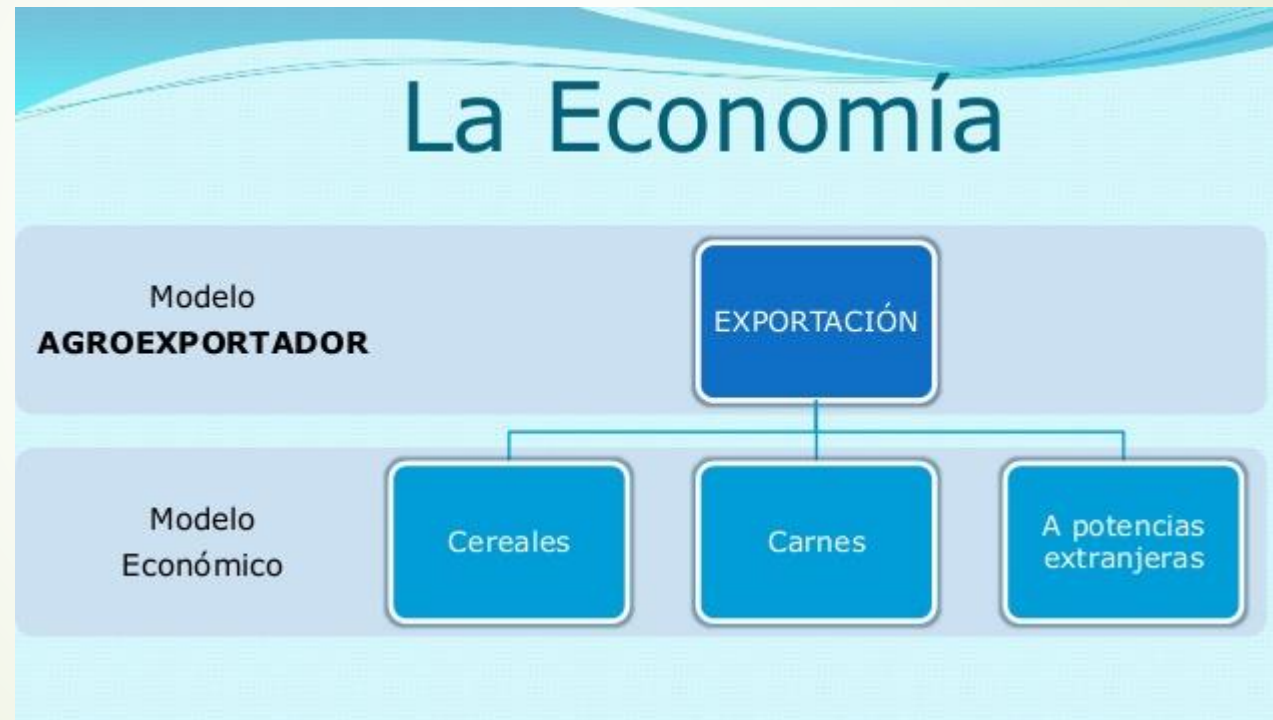 La Economía
Modelo
AGROEXPORTADOR
EXPORTACIÓN
Modelo
Económico
Cereales
Carnes
A potencias
extranjeras